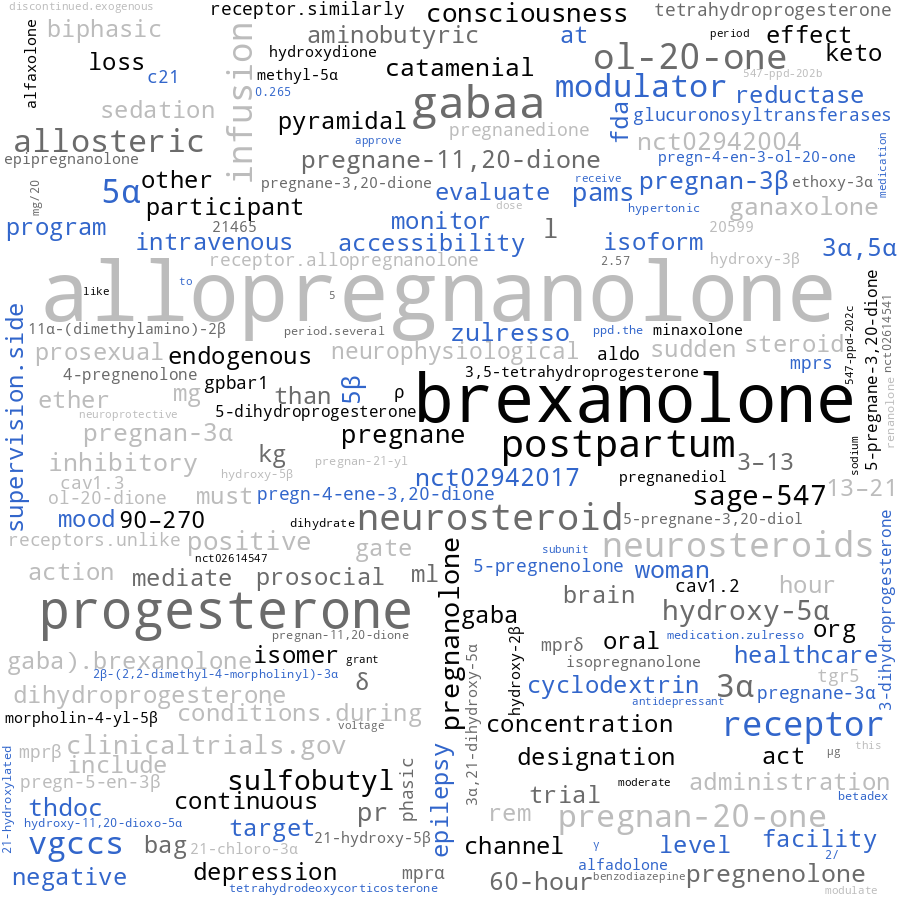 discontinued.exogenous
receptor.similarly
consciousness
tetrahydroprogesterone
biphasic
alfaxolone
infusion
aminobutyric
at
period
effect
hydroxydione
ol-20-one
keto
loss
c21
methyl-5α
catamenial
547-ppd-202b
0.265
gabaa
modulator
reductase
sedation
pyramidal
pregnanedione
fda
glucuronosyltransferases
allosteric
approve
nct02942004
medication
epipregnanolone
pregnane-11,20-dione
pregn-4-en-3-ol-20-one
mg/20
5α
other
pregnane-3,20-dione
evaluate
receive
pams
pregnan-3β
ethoxy-3α
participant
dose
hypertonic
ganaxolone
program
21465
monitor
l
20599
intravenous
accessibility
isoform
3α,5α
receptor.allopregnanolone
2.57
hydroxy-3β
allopregnanolone
like
to
5
supervision.side
11α-(dimethylamino)-2β
period.several
zulresso
ppd.the
minaxolone
547-ppd-202c
5-pregnane-3,20-dione
nct02614541
prosexual
endogenous
neurophysiological
aldo
sudden
steroid
mprs
4-pregnenolone
gpbar1
3,5-tetrahydroprogesterone
ether
mg
than
5β
ρ
brexanolone
renanolone
neuroprotective
5-dihydroprogesterone
pregnan-3α
pregnane
postpartum
sodium
inhibitory
kg
pregnan-21-yl
3–13
cav1.3
hydroxy-5β
nct02942017
pregnanediol
ol-20-dione
must
pregn-4-ene-3,20-dione
sage-547
13–21
mood
90–270
dihydrate
neurosteroid
5-pregnane-3,20-diol
3-dihydroprogesterone
receptors.unlike
positive
gate
pregnanolone
subunit
neurosteroids
nct02614547
action
mediate
prosocial
ml
5-pregnenolone
woman
cav1.2
hour
progesterone
gaba
brain
hydroxy-5α
pregnan-11,20-dione
hydroxy-2β
mprδ
oral
medication.zulresso
org
gaba).brexanolone
isomer
grant
3α,21-dihydroxy-5α
isopregnanolone
healthcare
2β-(2,2-dimethyl-4-morpholinyl)-3α
δ
cyclodextrin
3α
tgr5
dihydroprogesterone
antidepressant
pregnane-3α
morpholin-4-yl-5β
conditions.during
voltage
concentration
receptor
21-hydroxylated
mprβ
clinicaltrials.gov
epilepsy
designation
act
μg
this
include
pregn-5-en-3β
sulfobutyl
phasic
moderate
administration
thdoc
continuous
pr
trial
betadex
hydroxy-11,20-dioxo-5α
target
21-hydroxy-5β
rem
pregnan-20-one
vgccs
bag
21-chloro-3α
channel
γ
level
facility
2/
negative
depression
mprα
alfadolone
tetrahydrodeoxycorticosterone
60-hour
benzodiazepine
pregnenolone
modulate